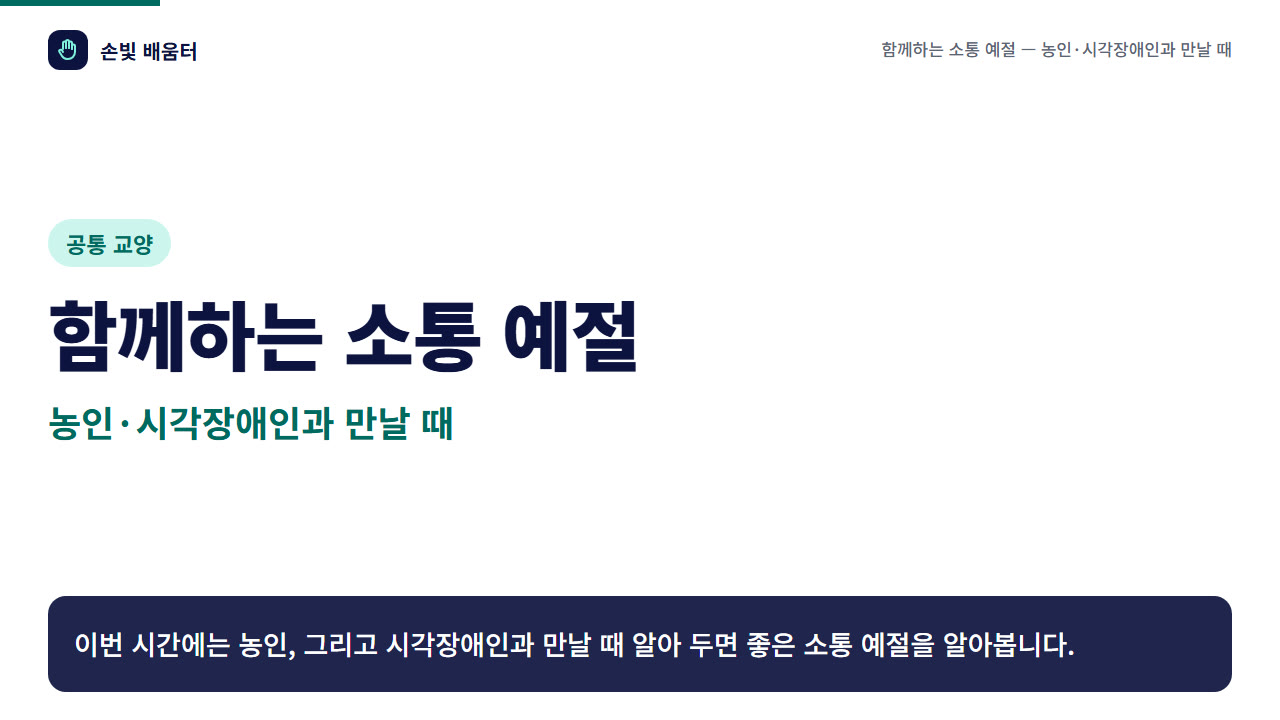 손빛 배움터
함께하는 소통 예절 — 농인·시각장애인과 만날 때
공통 교양
함께하는 소통 예절
농인·시각장애인과 만날 때
이번 시간에는 농인, 그리고 시각장애인과 만날 때 알아 두면 좋은 소통 예절을 알아봅니다.